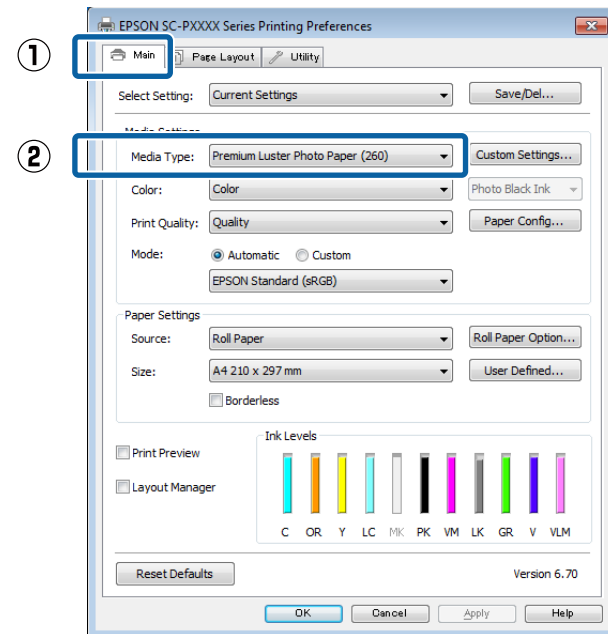 EPSON SC-PXXXX Series Printing Preferences
①
Main Page Layout Utility
Select Setting: Current Settings Save/Del...
Media Settings
②
Media Type: Premium Luster Photo Paper (260) Custom Settings...
Color: Color Photo Black Ink
Print Quality: Quality Paper Config...
Mode: Automatic Custom
EPSON Standard (sRGB)
Paper Settings
Source: Roll Paper Roll Paper Option...
Size: A4 210 x 297 mm User Defined...
Borderless
Ink Levels
Print Preview
Layout Manager
C OR Y LC MK PK VM LK GR V VLM
Reset Defaults Version 6.70
OK Cancel Apply Help